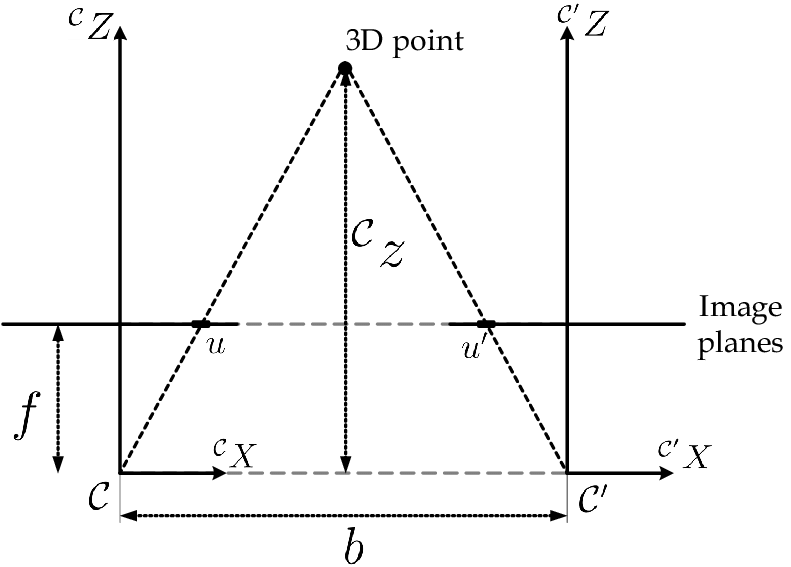 ᶜZ
ᶜ′Z
3D point
ᶜz
Image
planes
u
u′
f
ᶜX
ᶜ′X
C
C′
b